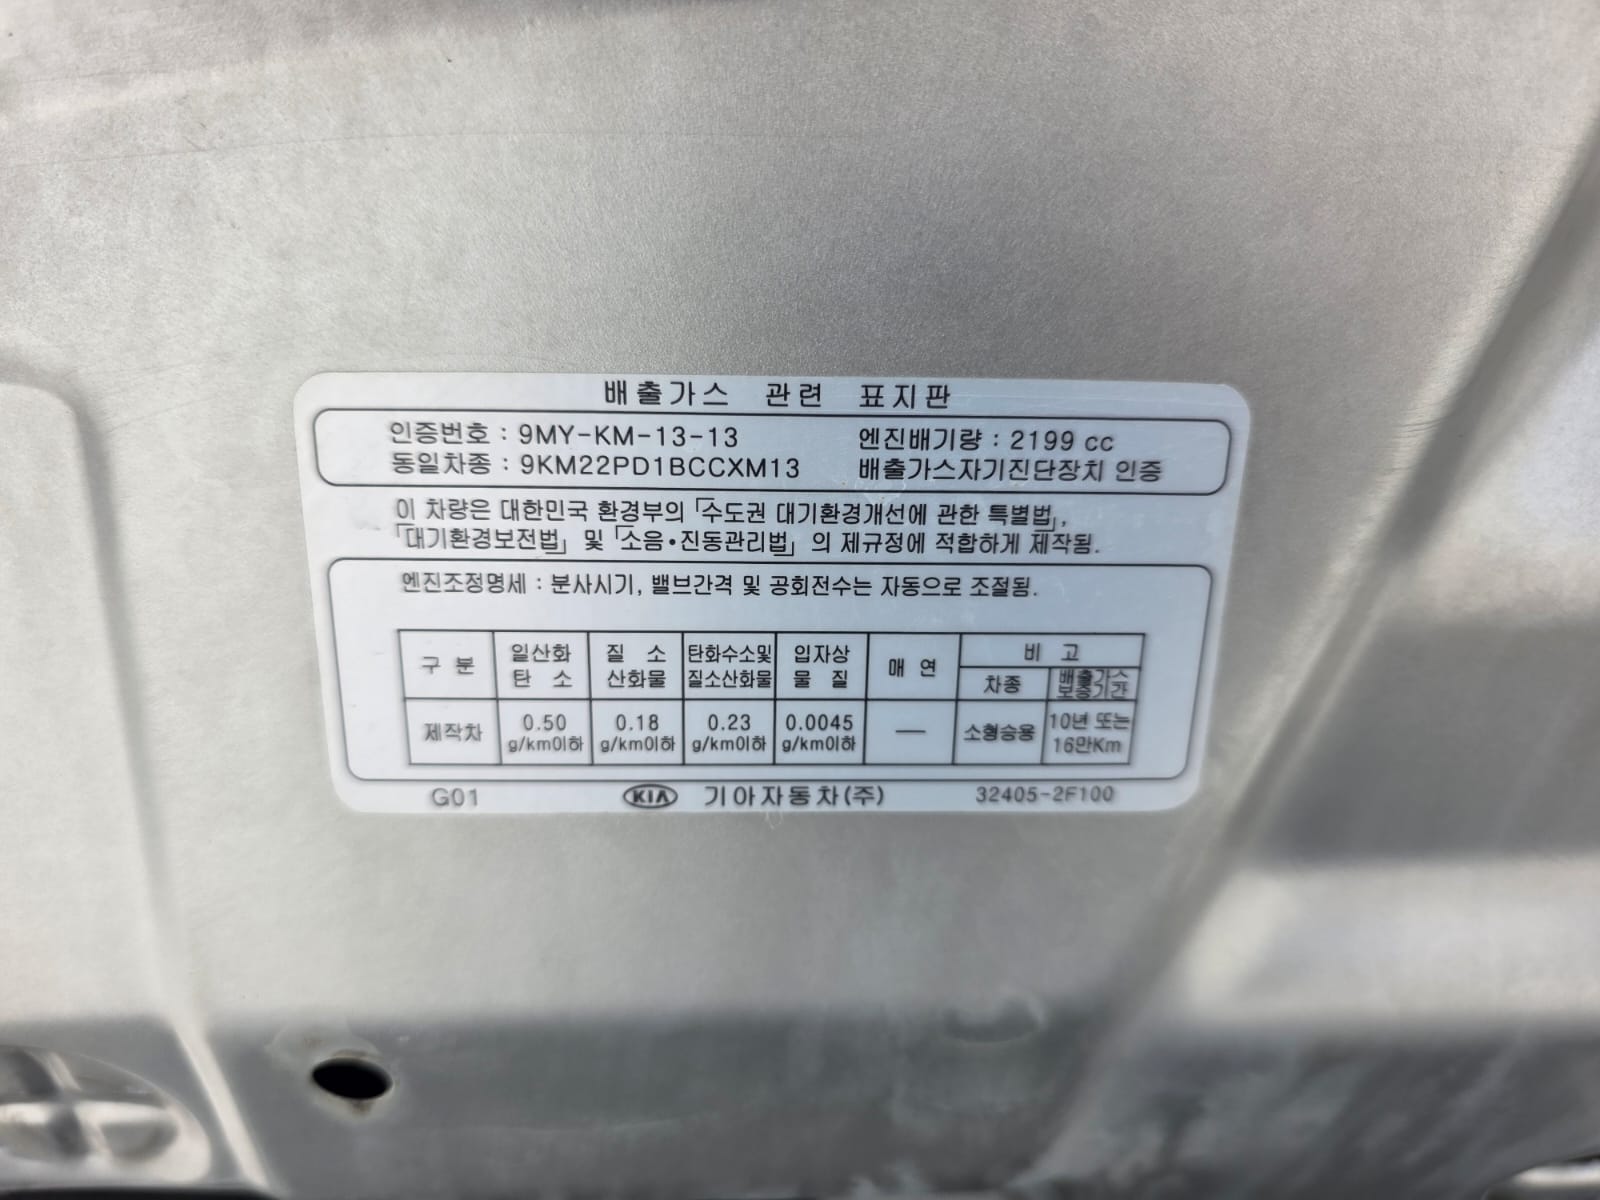 배출가스 관련 표지판
인증번호 : 9MY-KM-13-13 엔진배기량 : 2199 cc
동일차종 : 9KM22PD1BCCXM13 배출가스자기진단장치 인증
이 차량은 대한민국 환경부의 「수도권 대기환경개선에 관한 특별법」,
「대기환경보전법」 및 「소음•진동관리법」 의 제규정에 적합하게 제작됨.
엔진조정명세 : 분사시기, 밸브간격 및 공회전수는 자동으로 조절됨.
구 분 일산화 탄 소 질 소 산화물 탄화수소및 질소산화물 입자상 물 질 매 연 비 고
차종 배출가스 보증기간
제작차 0.50 g/km이하 0.18 g/km이하 0.23 g/km이하 0.0045 g/km이하 — 소형승용 10년 또는 16만Km
G01 KIA 기아자동차(주) 32405-2F100